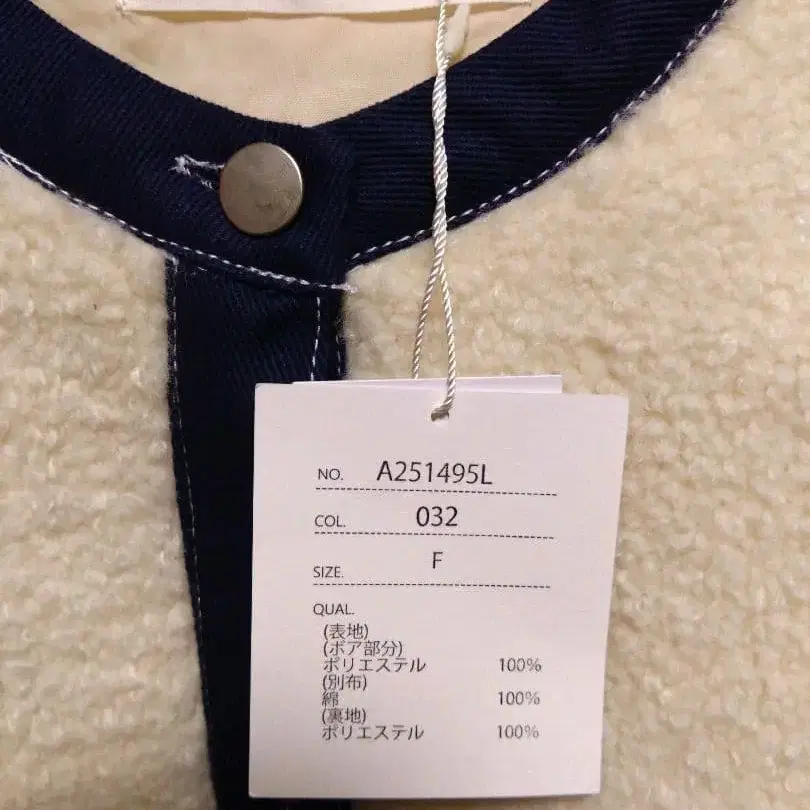 NO. A251495L
COL. 032
SIZE. F
QUAL.
(表地)
(ボア部分)
ポリエステル 100%
(別布)
綿 100%
(裏地)
ポリエステル 100%